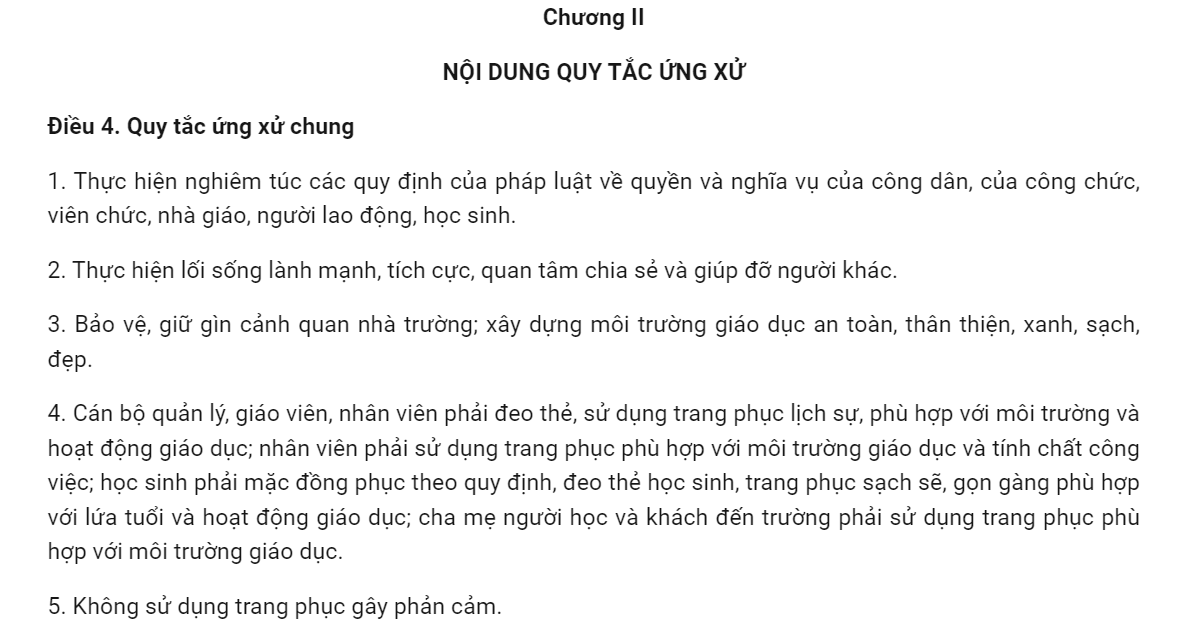 Chương II
NỘI DUNG QUY TẮC ỨNG XỬ
Điều 4. Quy tắc ứng xử chung
1. Thực hiện nghiêm túc các quy định của pháp luật về quyền và nghĩa vụ của công dân, của công chức,
viên chức, nhà giáo, người lao động, học sinh.
2. Thực hiện lối sống lành mạnh, tích cực, quan tâm chia sẻ và giúp đỡ người khác.
3. Bảo vệ, giữ gìn cảnh quan nhà trường; xây dựng môi trường giáo dục an toàn, thân thiện, xanh, sạch,
đẹp.
4. Cán bộ quản lý, giáo viên, nhân viên phải đeo thẻ, sử dụng trang phục lịch sự, phù hợp với môi trường và
hoạt động giáo dục; nhân viên phải sử dụng trang phục phù hợp với môi trường giáo dục và tính chất công
việc; học sinh phải mặc đồng phục theo quy định, đeo thẻ học sinh, trang phục sạch sẽ, gọn gàng phù hợp
với lứa tuổi và hoạt động giáo dục; cha mẹ người học và khách đến trường phải sử dụng trang phục phù
hợp với môi trường giáo dục.
5. Không sử dụng trang phục gây phản cảm.